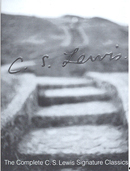 C. S. Lewis
The Complete C. S. Lewis Signature Classics